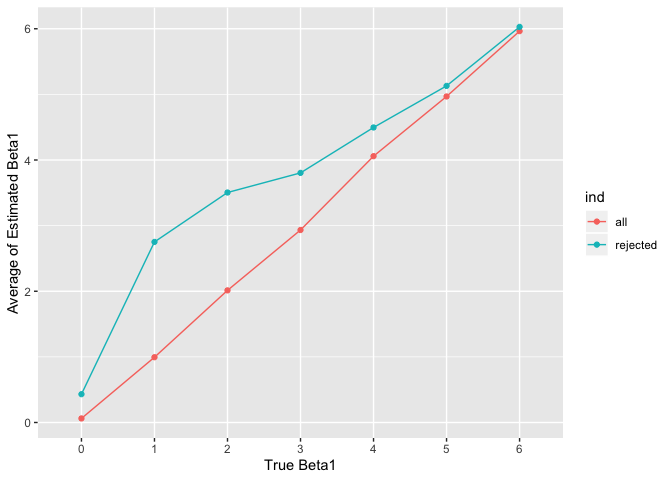 Average of Estimated Beta1
6
4
2
0
0 1 2 3 4 5 6
True Beta1
ind
all
rejected